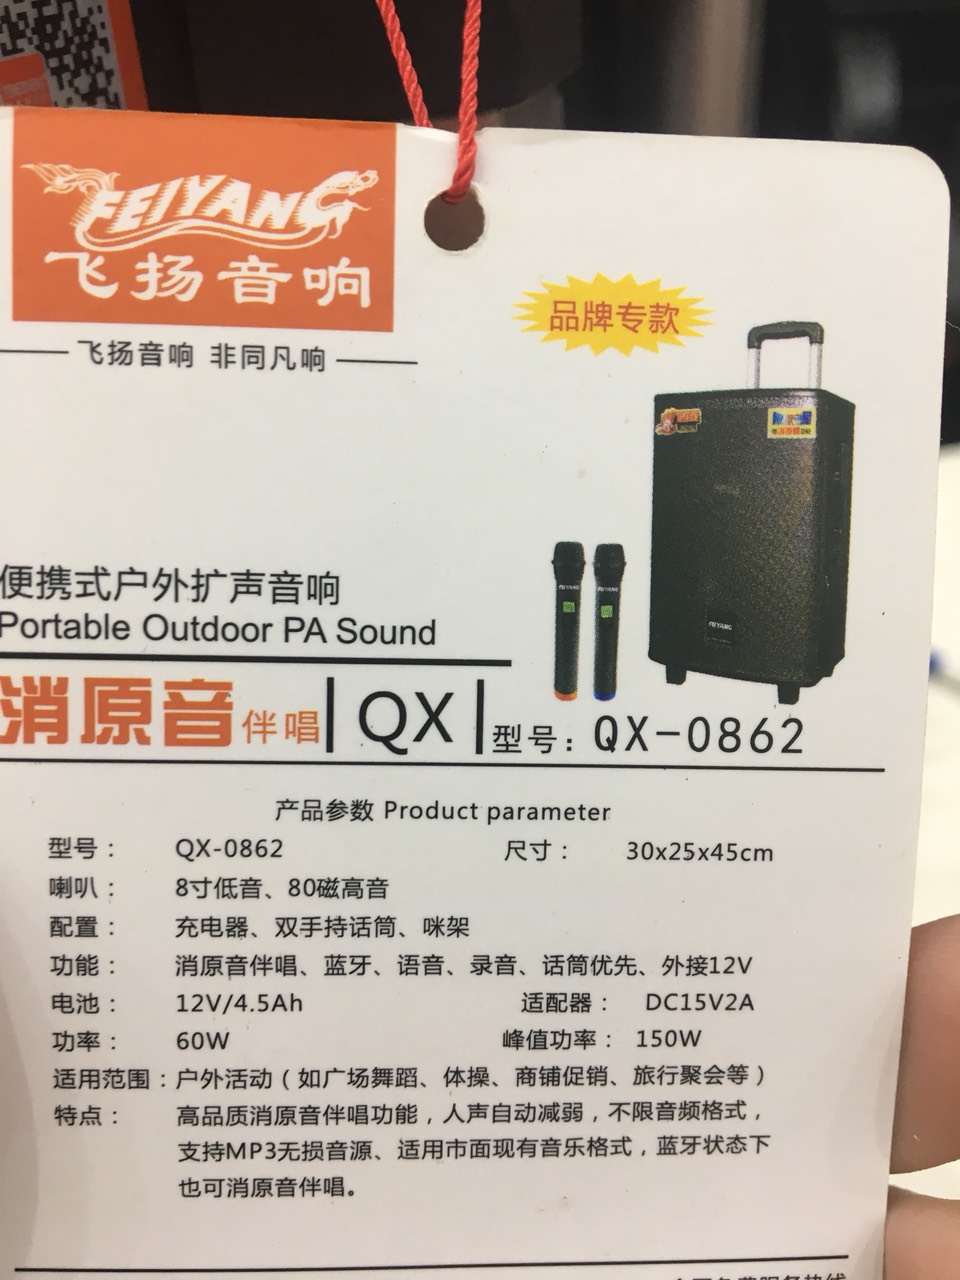 FEIYANG
飞扬音响
飞扬音响 非同凡响
品牌专款
便携式户外扩声音响
Portable Outdoor PA Sound
消原音伴唱 QX 型号：QX-0862
产品参数 Product parameter
型号： QX-0862 尺寸： 30x25x45cm
喇叭： 8寸低音、80磁高音
配置： 充电器、双手持话筒、咪架
功能： 消原音伴唱、蓝牙、语音、录音、话筒优先、外接12V
电池： 12V/4.5Ah 适配器： DC15V2A
功率： 60W 峰值功率： 150W
适用范围：户外活动（如广场舞蹈、体操、商铺促销、旅行聚会等）
特点： 高品质消原音伴唱功能，人声自动减弱，不限音频格式，
支持MP3无损音源、适用市面现有音乐格式，蓝牙状态下
也可消原音伴唱。